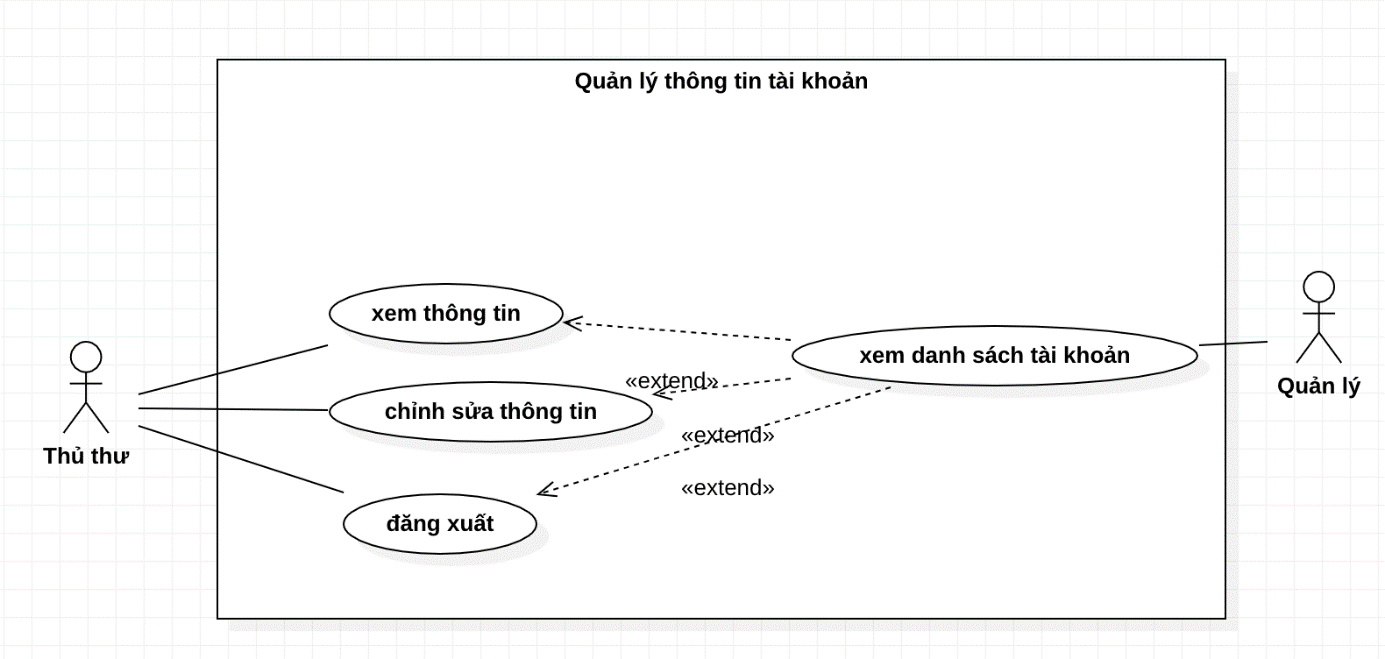 Quản lý thông tin tài khoản
xem thông tin
xem danh sách tài khoản
«extend»
chỉnh sửa thông tin
Quản lý
«extend»
Thủ thư
«extend»
đăng xuất